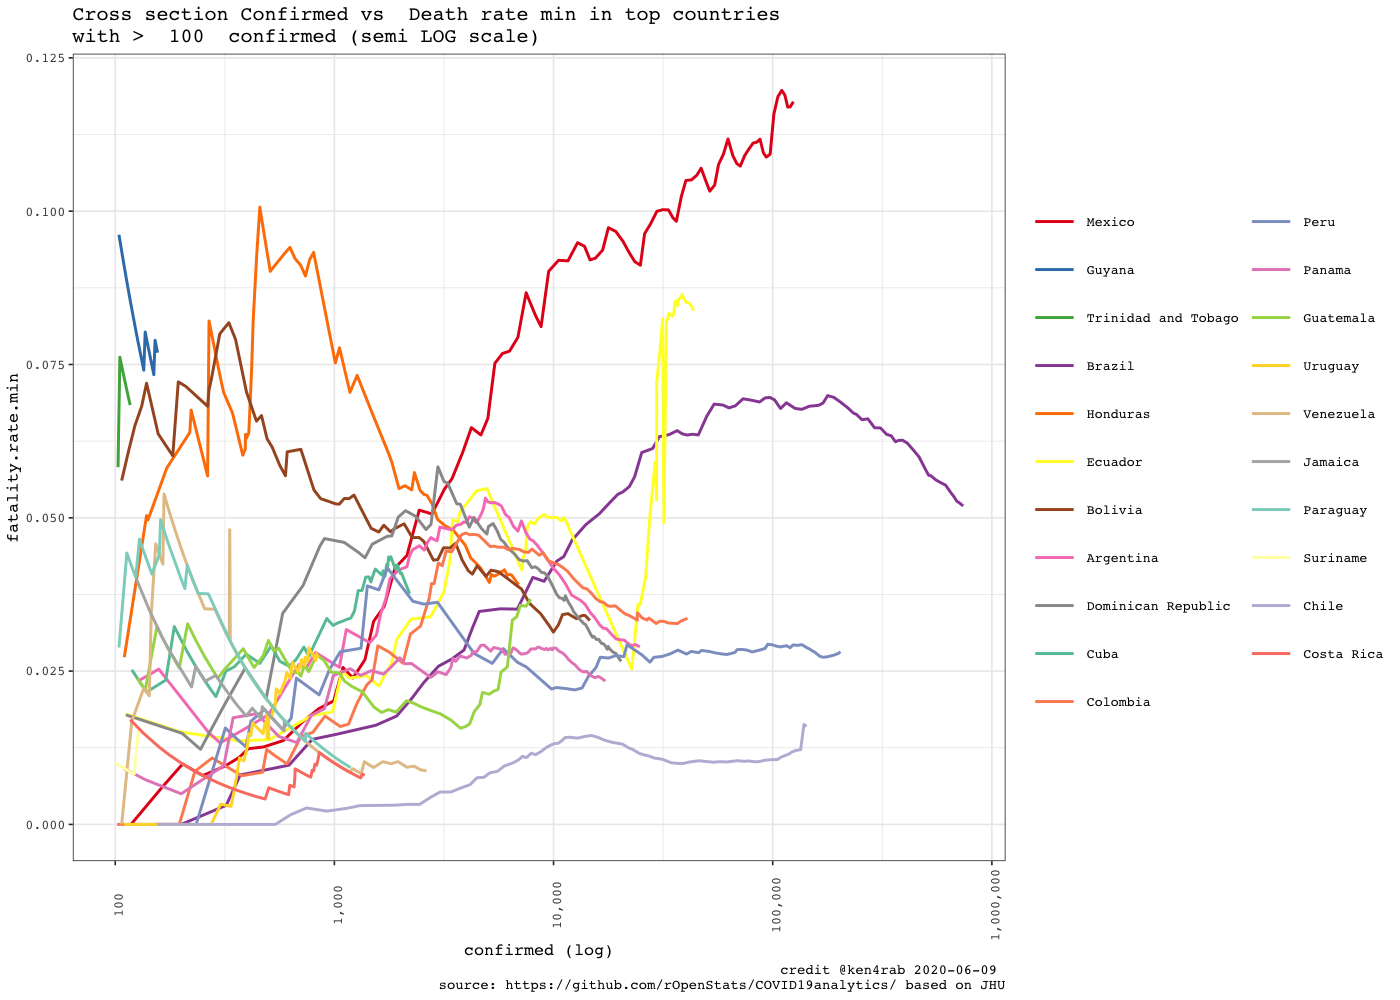 Cross section Confirmed vs  Death rate min in top countries
with >  100  confirmed (semi LOG scale)
fatality.rate.min
0.125
0.100
0.075
0.050
0.025
0.000
100
1,000
10,000
100,000
1,000,000
confirmed (log)
Mexico
Guyana
Trinidad and Tobago
Brazil
Honduras
Ecuador
Bolivia
Argentina
Dominican Republic
Cuba
Colombia
Peru
Panama
Guatemala
Uruguay
Venezuela
Jamaica
Paraguay
Suriname
Chile
Costa Rica
credit @ken4rab 2020-06-09
source: https://github.com/rOpenStats/COVID19analytics/ based on JHU